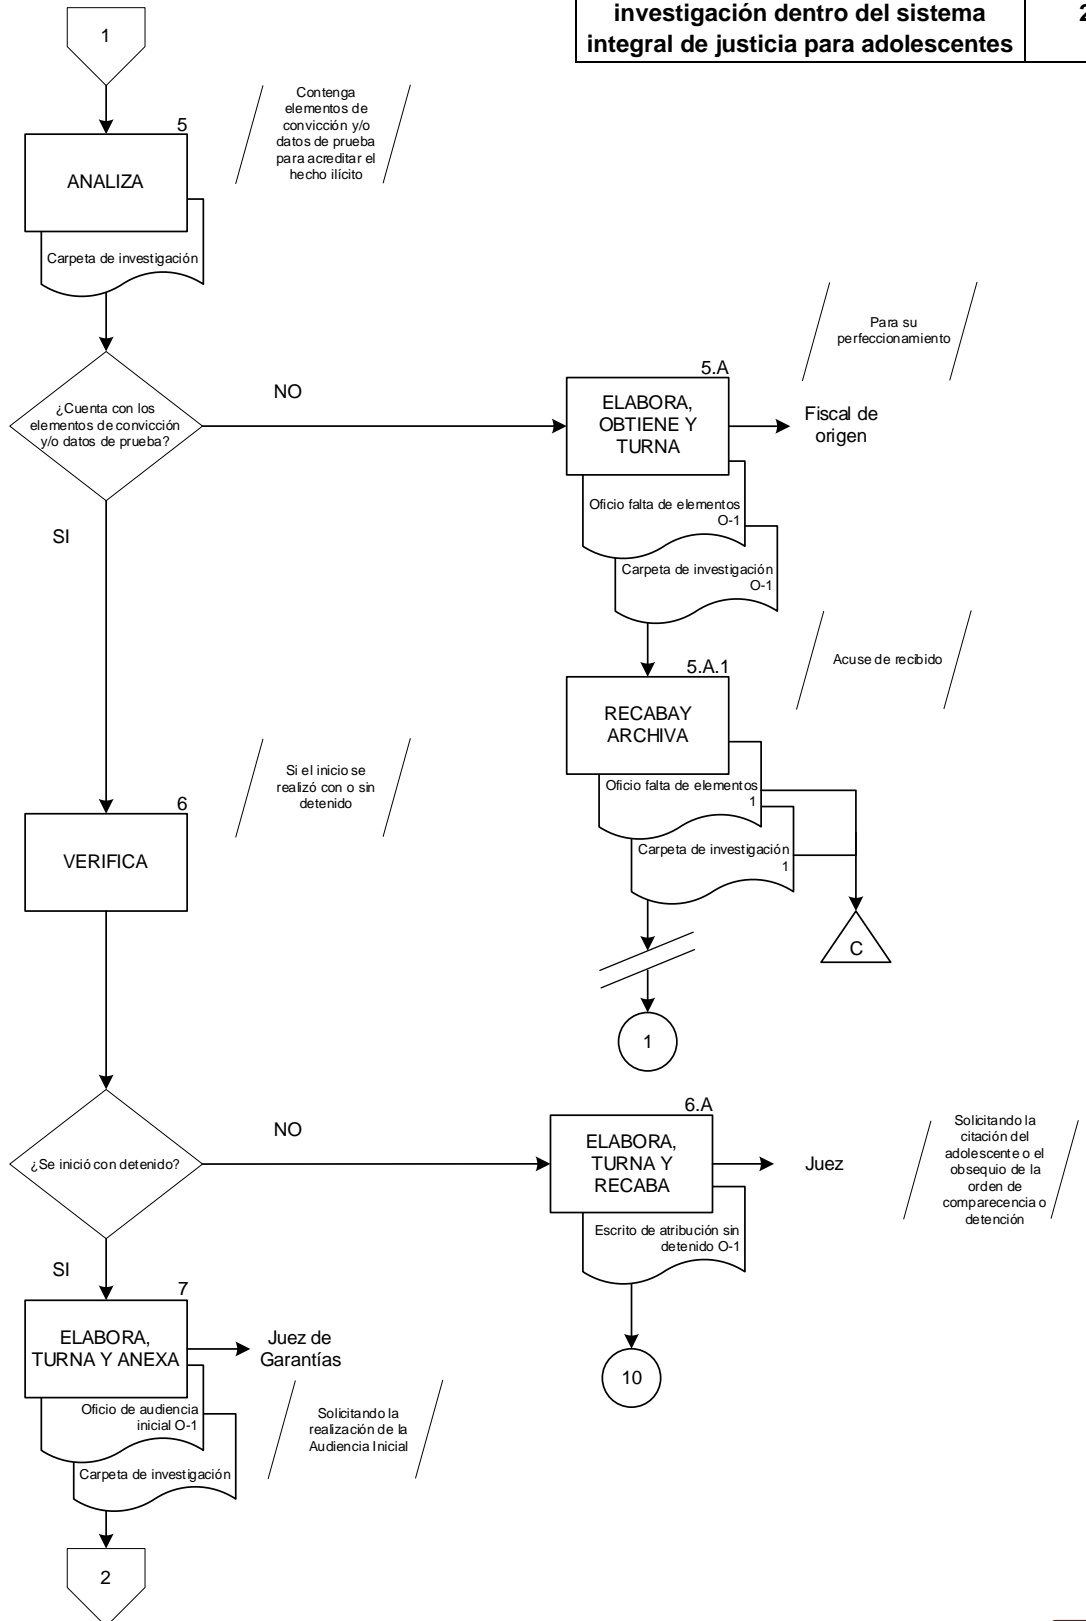 investigación dentro del sistema
integral de justicia para adolescentes
2
1
Contenga
elementos de
convicción y/o
datos de prueba
para acreditar el
hecho ilícito
5
ANALIZA
Carpeta de investigación
Para su
perfeccionamiento
¿Cuenta con los
elementos de convicción
y/o datos de prueba?
NO
5.A
ELABORA,
OBTIENE Y
TURNA
Fiscal de
origen
Oficio falta de elementos
O-1
Carpeta de investigación
O-1
SI
Acuse de recibido
5.A.1
RECABA Y
ARCHIVA
Oficio falta de elementos
1
Carpeta de investigación
1
C
1
Si el inicio se
realizó con o sin
detenido
6
VERIFICA
¿Se inició con detenido?
NO
6.A
ELABORA,
TURNA Y
RECABA
Juez
Solicitando la
citación del
adolescente o el
obsequio de la
orden de
comparecencia o
detención
Escrito de atribución sin
detenido O-1
10
SI
7
ELABORA,
TURNA Y ANEXA
Juez de
Garantías
Oficio de audiencia
inicial O-1
Carpeta de investigación
Solicitando la
realización de la
Audiencia Inicial
2